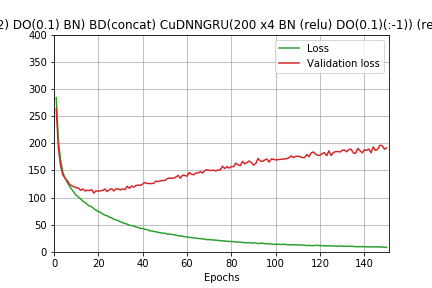 2) DO(0.1) BN) BD(concat) CuDNNGRU(200 x4 BN (relu) DO(0.1)(:-1)) (re
400
350
300
250
200
150
100
50
0
Loss
Validation loss
0 20 40 60 80 100 120 140
Epochs